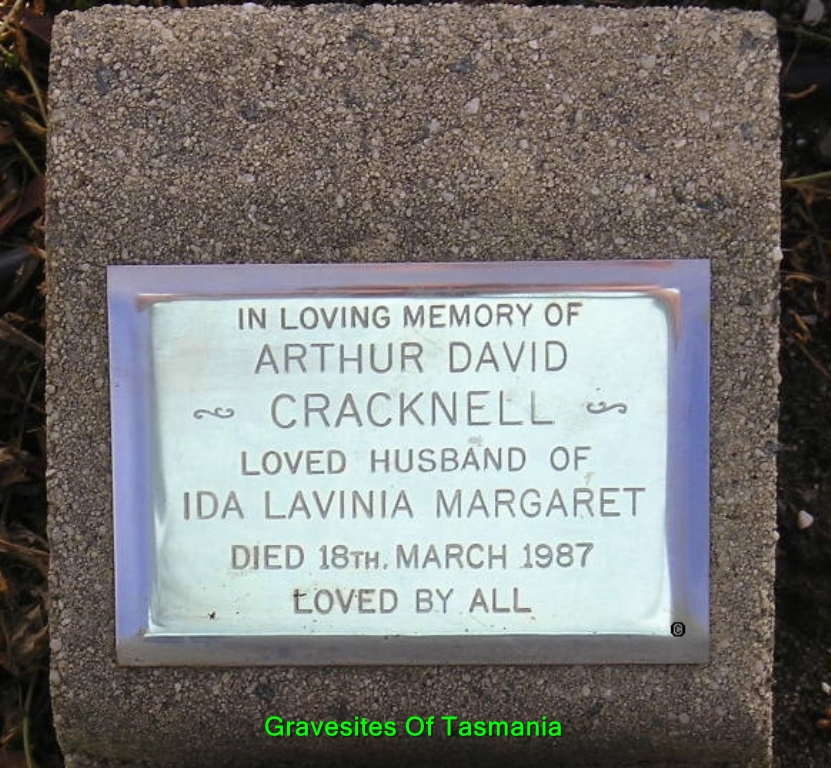 IN LOVING MEMORY OF
ARTHUR DAVID
~ CRACKNELL ~
LOVED HUSBAND OF
IDA LAVINIA MARGARET
DIED 18TH. MARCH 1987
LOVED BY ALL
©
Gravesites Of Tasmania